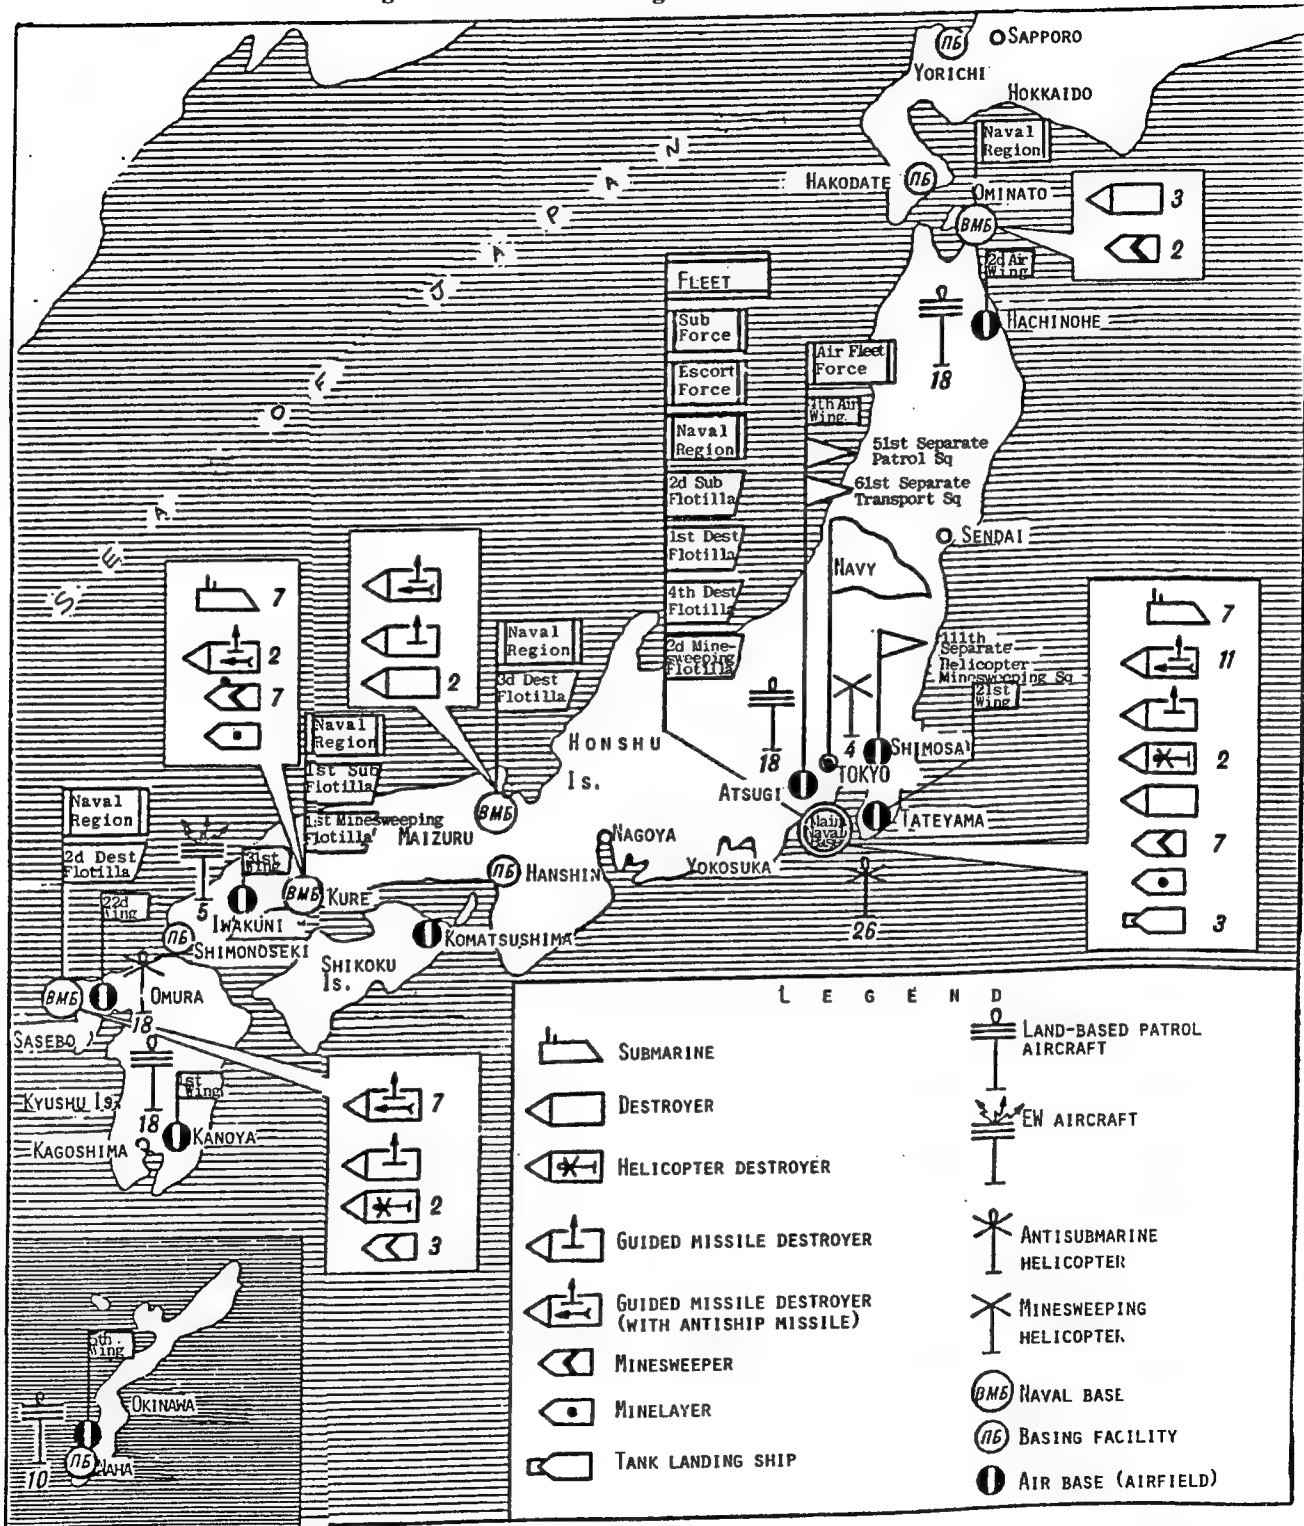 ПБ
SAPPORO
YORICHI
HOKKAIDO
Naval
Region
HAKODATE
ПБ
OMINATO
ВМБ
3
2
2d Air
Wing
HACHINOHE
18
SEA OF JAPAN
FLEET
Sub
Force
Escort
Force
Naval
Region
2d Sub
Flotilla
1st Dest
Flotilla
4th Dest
Flotilla
2d Mine-
sweeping
Flotilla
Air Fleet
Force
Air
Wing
51st Separate
Patrol Sq
61st Separate
Transport Sq
SENDAI
NAVY
111th
Separate
Helicopter
Minesweeping Sq
21st
Wing
18
4
SHIMOSA
TOKYO
ATSUGI
Main
Naval
Base
TATEYAMA
YOKOSUKA
26
7
11
2
7
3
7
2
7
2
Naval
Region
3d Dest
Flotilla
HONSHU
Is.
Naval
Region
1st Sub
Flotilla
1st Minesweeping
Flotilla
MAIZURU
ВМБ
NAGOYA
ПБ
HANSHIN
Naval
Region
2d Dest
Flotilla
22d
Wing
5
31st
Wing
IWAKUNI
ВМБ
KURE
KOMATSUSHIMA
ПБ
SHIMONOSEKI
SHIKOKU
Is.
ВМБ
OMURA
18
SASEBO
KYUSHU Is.
18
1st
Wing
KANOYA
KAGOSHIMA
7
2
3
Wing
OKINAWA
ПБ
NAHA
10
LEGEND
SUBMARINE
DESTROYER
HELICOPTER DESTROYER
GUIDED MISSILE DESTROYER
GUIDED MISSILE DESTROYER
(WITH ANTISHIP MISSILE)
MINESWEEPER
MINELAYER
TANK LANDING SHIP
LAND-BASED PATROL
AIRCRAFT
EW AIRCRAFT
ANTISUBMARINE
HELICOPTER
MINESWEEPING
HELICOPTER
ВМБ NAVAL BASE
ПБ BASING FACILITY
AIR BASE (AIRFIELD)